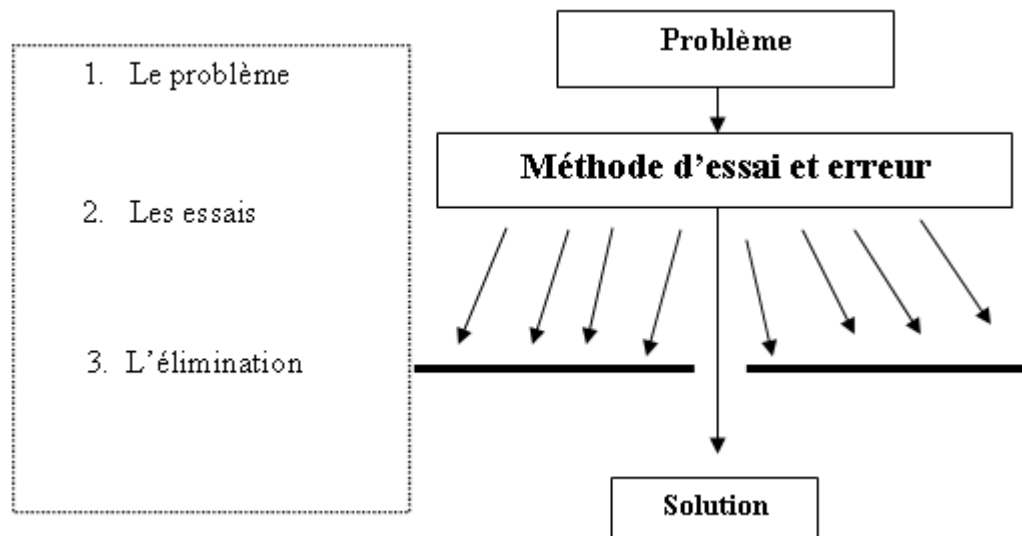 1. Le problème
2. Les essais
3. L’élimination
Problème
Méthode d’essai et erreur
Solution